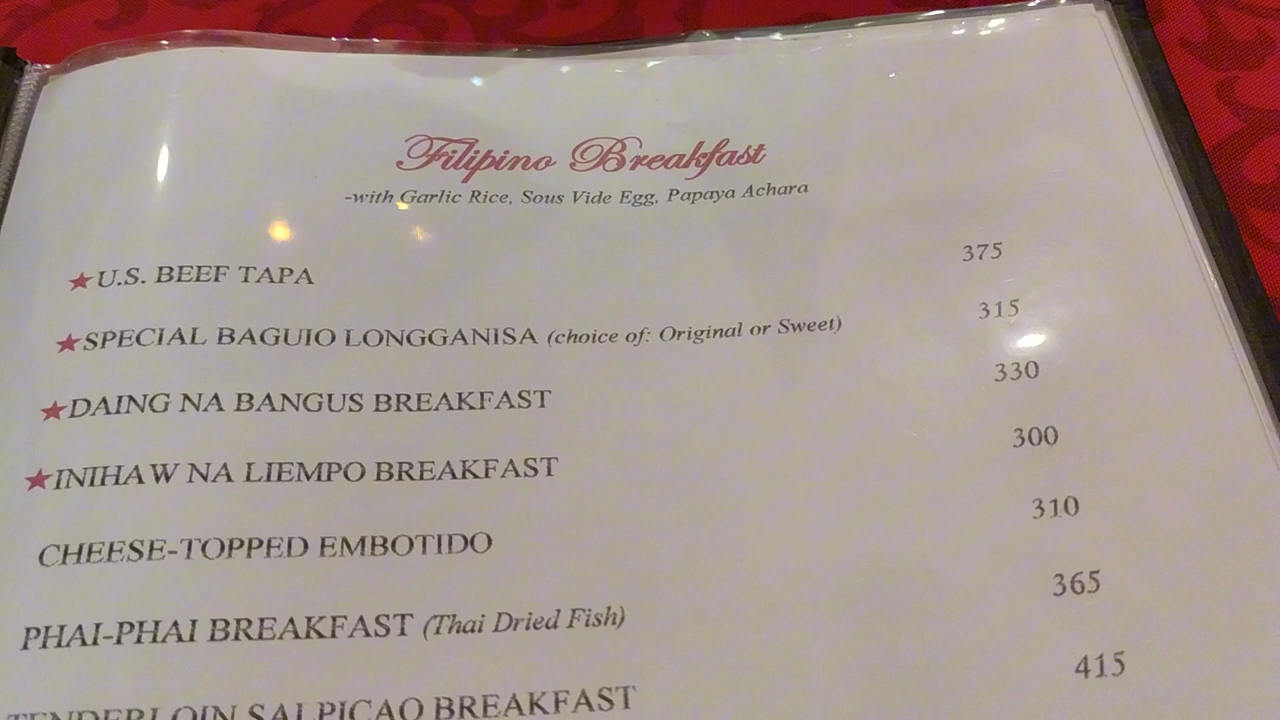 Filipino Breakfast
-with Garlic Rice, Sous Vide Egg, Papaya Achara
★U.S. BEEF TAPA 375
★SPECIAL BAGUIO LONGGANISA (choice of: Original or Sweet) 315
★DAING NA BANGUS BREAKFAST 330
★INIHAW NA LIEMPO BREAKFAST 300
CHEESE-TOPPED EMBOTIDO 310
PHAI-PHAI BREAKFAST (Thai Dried Fish) 365
TENDERLOIN SALPICAO BREAKFAST 415